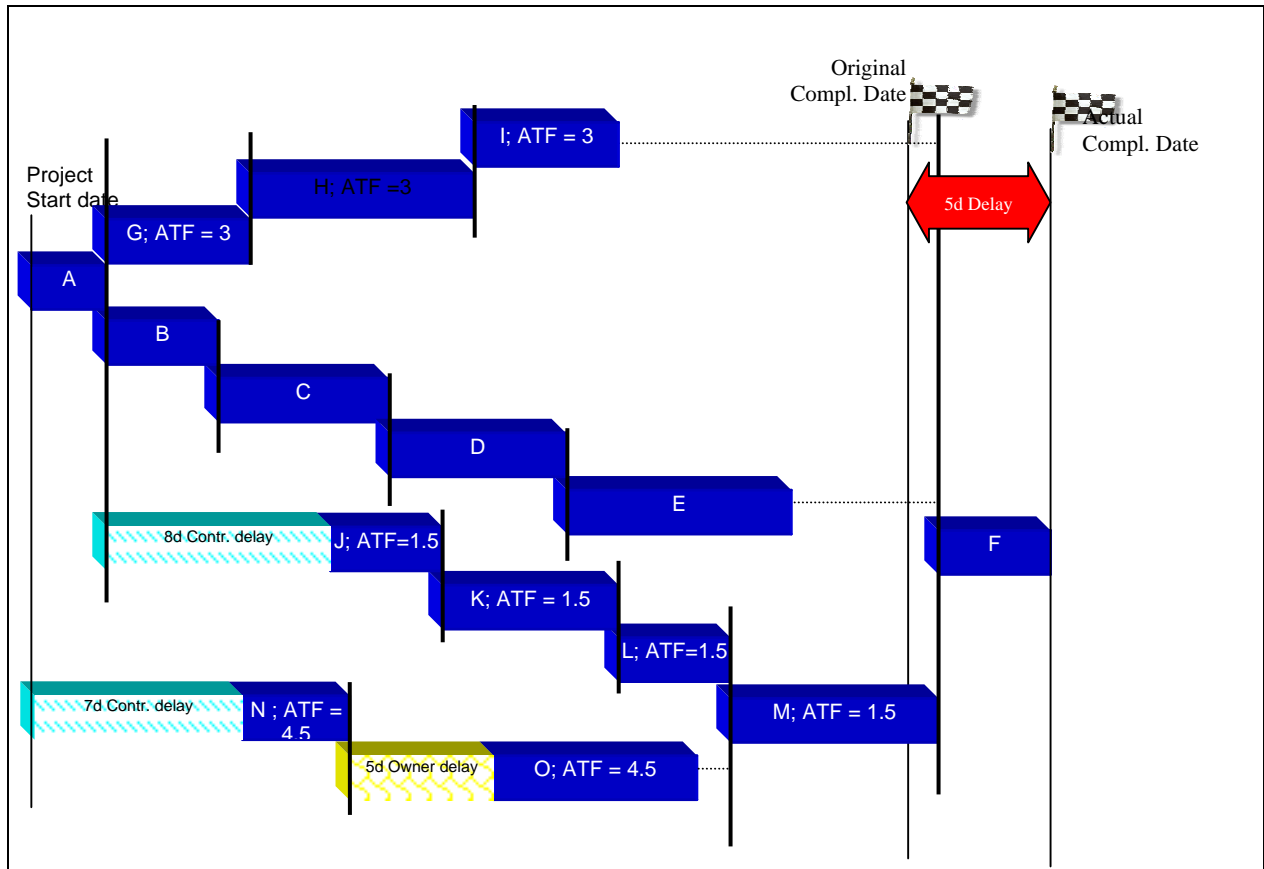 Original
Compl. Date
Actual
Compl. Date
I; ATF = 3
Project
Start date
H; ATF =3
5d Delay
G; ATF = 3
A
B
C
D
E
8d Contr. delay
J; ATF=1.5
F
K; ATF = 1.5
L; ATF=1.5
7d Contr. delay
N ; ATF =
4.5
M; ATF = 1.5
5d Owner delay
O; ATF = 4.5